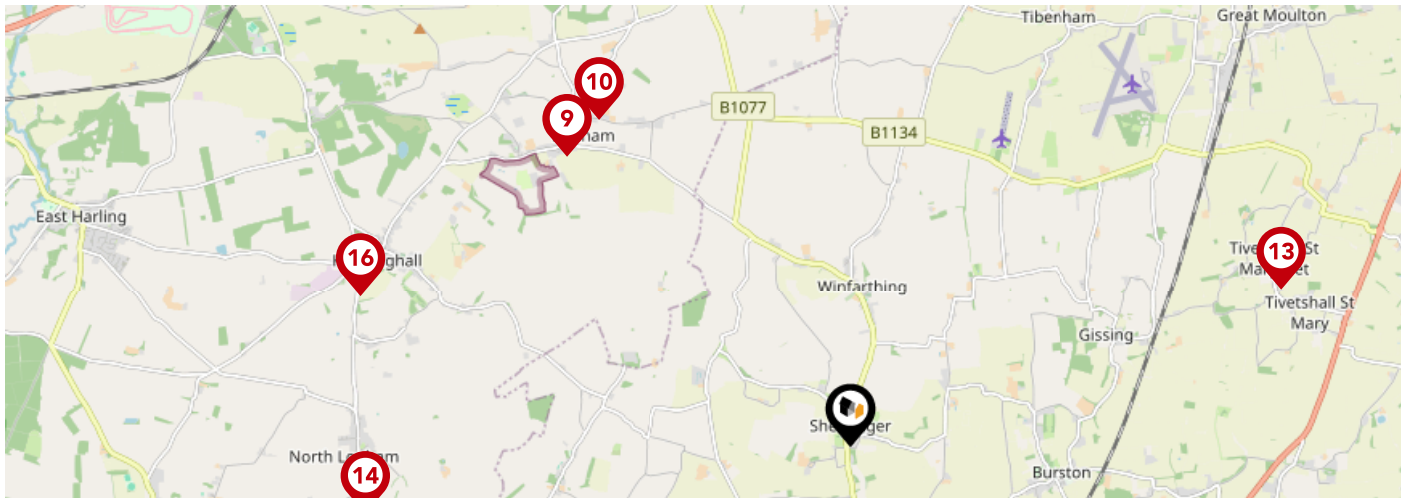 Tibenham
Great Moulton
10
B1077
9
B1134
East Harling
16
13
Winfarthing
Tivetshall St
Mary
Gissing
North
14
Burston